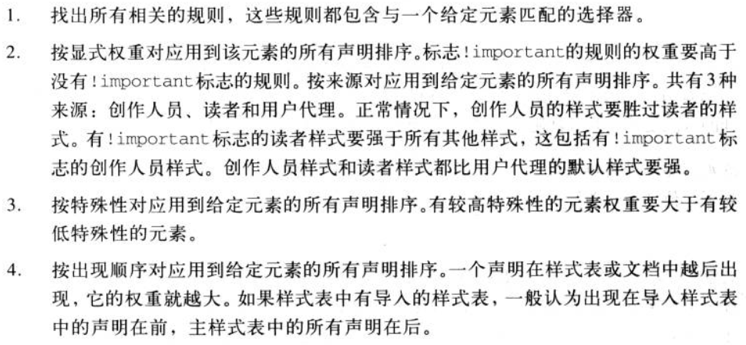 1. 找出所有相关的规则，这些规则都包含与一个给定元素匹配的选择器。
2. 按显式权重对应用到该元素的所有声明排序。标志!important的规则的权重要高于
没有!important标志的规则。按来源对应用到给定元素的所有声明排序。共有3种
来源：创作人员、读者和用户代理。正常情况下，创作人员的样式要胜过读者的样
式。有!important标志的读者样式要强于所有其他样式，这包括有!important标
志的创作人员样式。创作人员样式和读者样式都比用户代理的默认样式要强。
3. 按特殊性对应用到给定元素的所有声明排序。有较高特殊性的元素权重要大于有较
低特殊性的元素。
4. 按出现顺序对应用到给定元素的所有声明排序。一个声明在样式表或文档中越后出
现，它的权重就越大。如果样式表中有导入的样式表，一般认为出现在导入样式表
中的声明在前，主样式表中的所有声明在后。